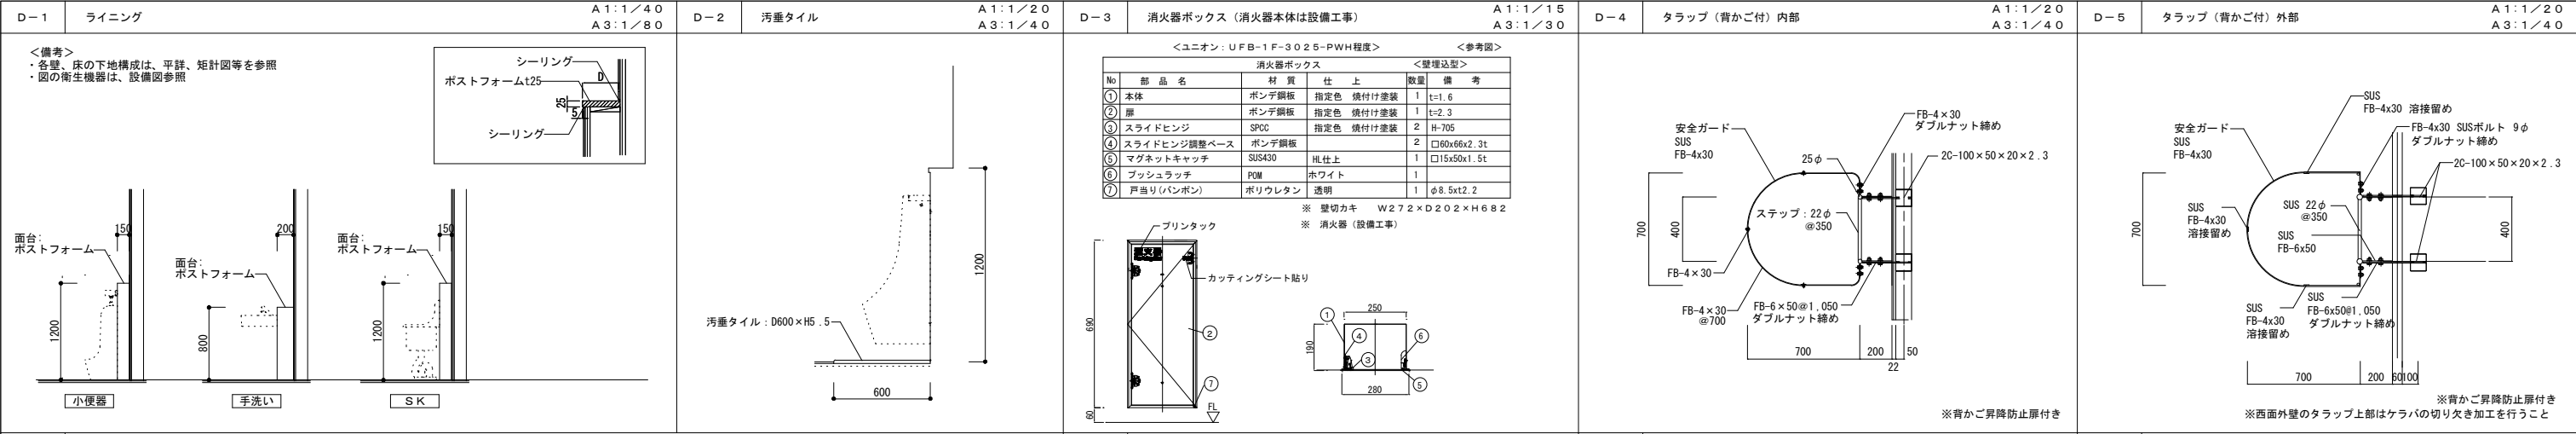 D-1 ライニング A1:1/40
A3:1/80
<備考>
・各壁、床の下地構成は、平詳、矩計図等を参照
・図の衛生機器は、設備図参照
シーリング
D
ポストフォームt25
25
5
シーリング
150
面台:
ポストフォーム
1200
小便器
200
面台:
ポストフォーム
800
手洗い
150
面台:
ポストフォーム
1200
SK
D-2 汚垂タイル A1:1/20
A3:1/40
1200
汚垂タイル:D600×H5.5
600
D-3 消火器ボックス(消火器本体は設備工事) A1:1/15
A3:1/30
<ユニオン:UFB-1F-3025-PWH程度> <参考図>
消火器ボックス <壁埋込型>
No 部品名 材質 仕上 数量 備考
① 本体 ボンデ鋼板 指定色 焼付け塗装 1 t=1.6
② 扉 ボンデ鋼板 指定色 焼付け塗装 1 t=2.3
③ スライドヒンジ SPCC 指定色 焼付け塗装 2 H-705
④ スライドヒンジ調整ベース ボンデ鋼板 2 □60x66x2.3t
⑤ マグネットキャッチ SUS430 HL仕上 1 □15x50x1.5t
⑥ プッシュラッチ POM ホワイト 1
⑦ 戸当り(バンポン) ポリウレタン 透明 1 φ8.5xt2.2
※ 壁切カキ W272×D202×H682
※ 消火器(設備工事)
プリンタック
カッティングシート貼り
690
②
⑦
60
FL
250
①
④
③
⑥
⑤
190
280
D-4 タラップ(背かご付)内部 A1:1/20
A3:1/40
安全ガード
SUS
FB-4x30
FB-4×30
ダブルナット締め
25φ
2C-100×50×20×2.3
ステップ:22φ
@350
700
400
FB-4×30
FB-4×30
@700
FB-6×50@1,050
ダブルナット締め
700
200
50
22
※背かご昇降防止扉付き
D-5 タラップ(背かご付)外部 A1:1/20
A3:1/40
SUS
FB-4x30 溶接留め
安全ガード
SUS
FB-4x30
FB-4x30 SUSボルト 9φ
ダブルナット締め
2C-100×50×20×2.3
SUS
FB-4x30
溶接留め
SUS 22φ
@350
SUS
FB-6x50
700
400
SUS
FB-4x30
溶接留め
SUS
FB-6x50@1,050
ダブルナット締め
700
200
60
100
※背かご昇降防止扉付き
※西面外壁のタラップ上部はケラバの切り欠き加工を行うこと